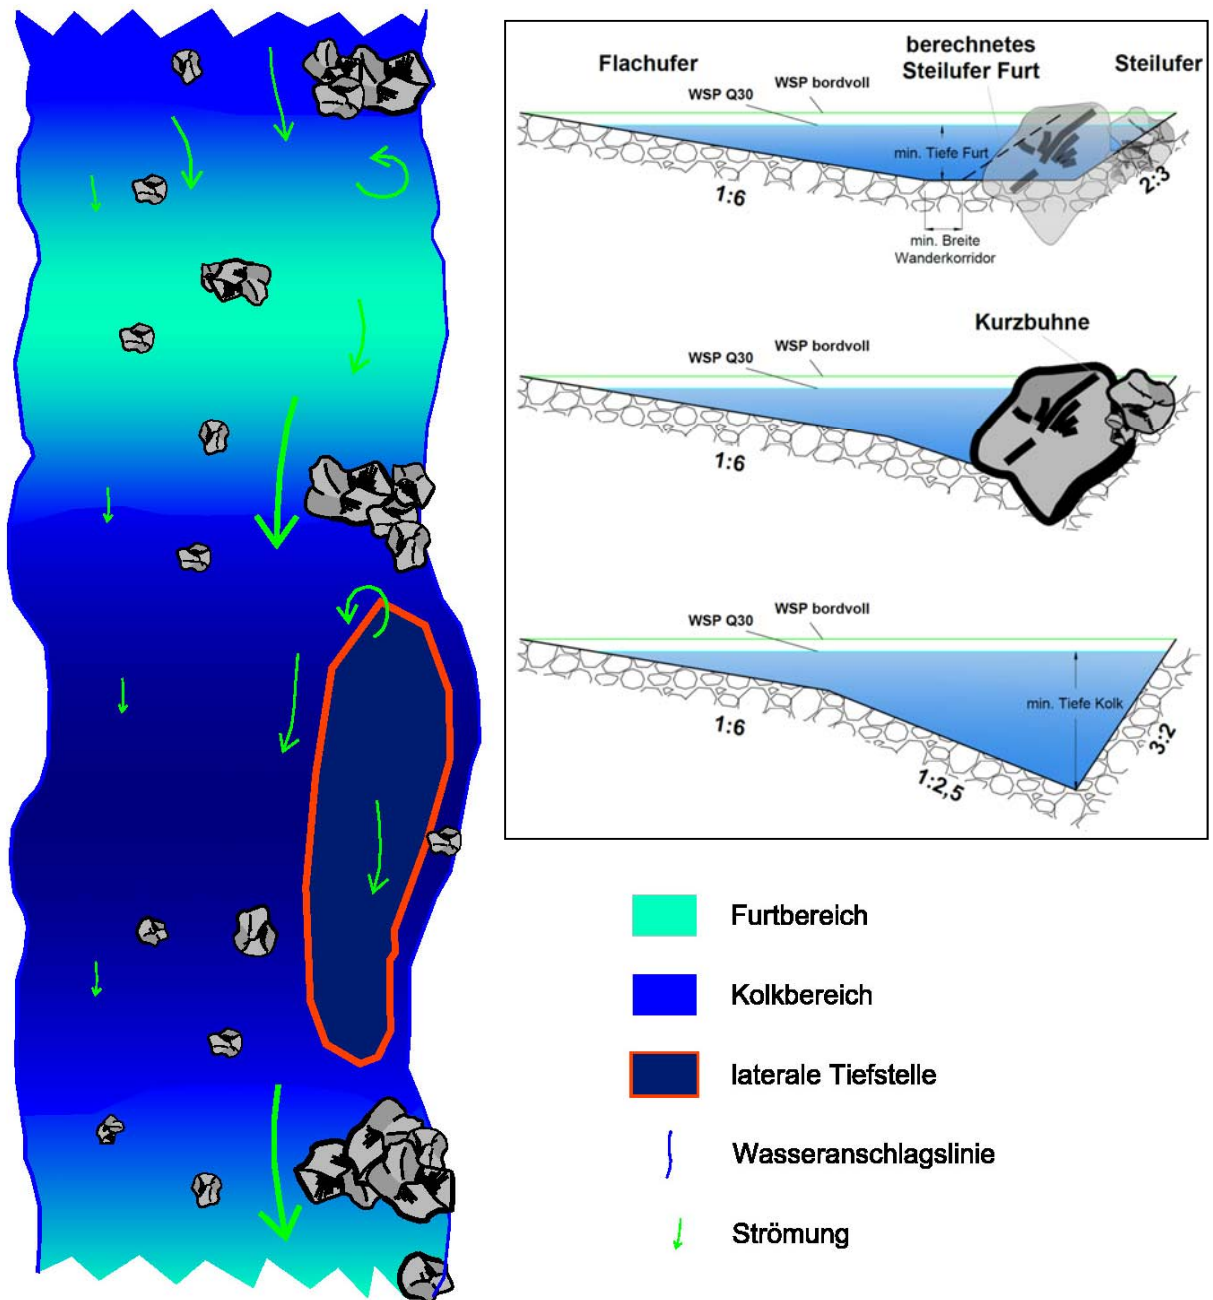 Flachufer
berechnetes
Steilufer Furt
Steilufer
WSP Q30
WSP bordvoll
min. Tiefe Furt
1:6
2:3
min. Breite
Wanderkorridor
Kurzbuhne
WSP Q30
WSP bordvoll
1:6
WSP Q30
WSP bordvoll
min. Tiefe Kolk
1:6
1:2,5
3:2
Furtbereich
Kolkbereich
laterale Tiefstelle
Wasseranschlagslinie
Strömung